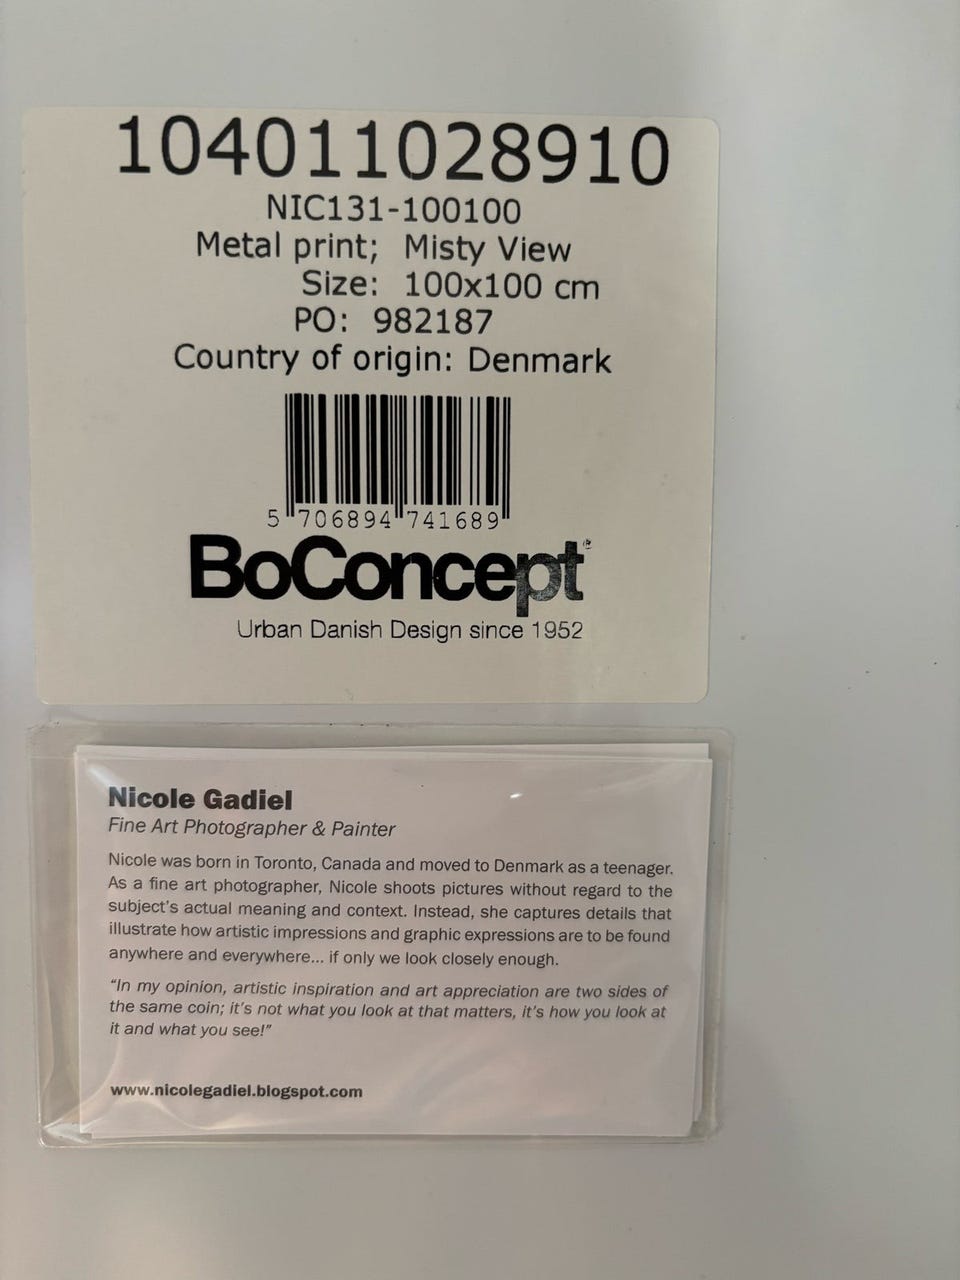 104011028910
NIC131-100100
Metal print; Misty View
Size: 100x100 cm
PO: 982187
Country of origin: Denmark
5 706894 741689
BoConcept®
Urban Danish Design since 1952
Nicole Gadiel
Fine Art Photographer & Painter
Nicole was born in Toronto, Canada and moved to Denmark as a teenager.
As a fine art photographer, Nicole shoots pictures without regard to the
subject's actual meaning and context. Instead, she captures details that
illustrate how artistic impressions and graphic expressions are to be found
anywhere and everywhere... if only we look closely enough.
"In my opinion, artistic inspiration and art appreciation are two sides of
the same coin; it's not what you look at that matters, it's how you look at
it and what you see!"
www.nicolegadiel.blogspot.com